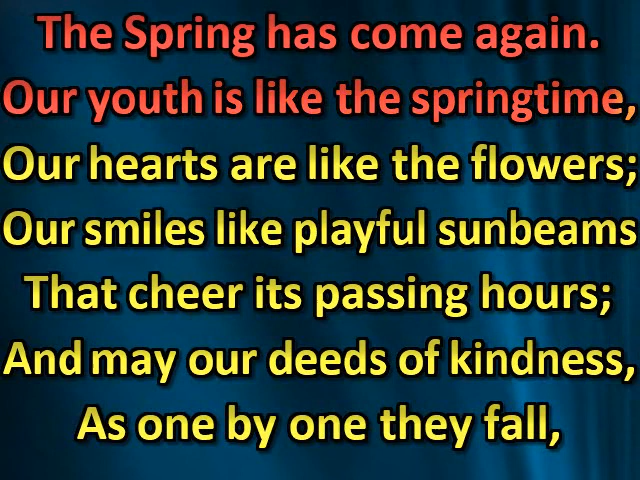 The Spring has come again.
Our youth is like the springtime,
Our hearts are like the flowers;
Our smiles like playful sunbeams
That cheer its passing hours;
And may our deeds of kindness,
As one by one they fall,